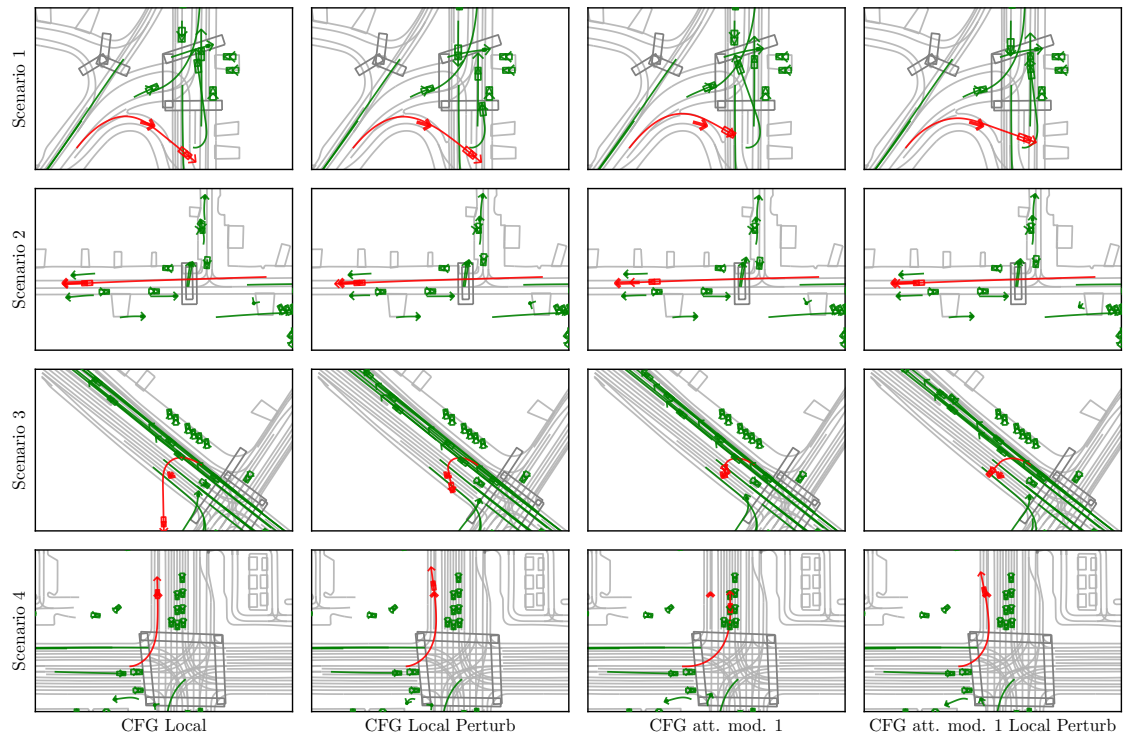 Scenario 1
Scenario 2
Scenario 3
Scenario 4
CFG Local
CFG Local Perturb
CFG att. mod. 1
CFG att. mod. 1 Local Perturb